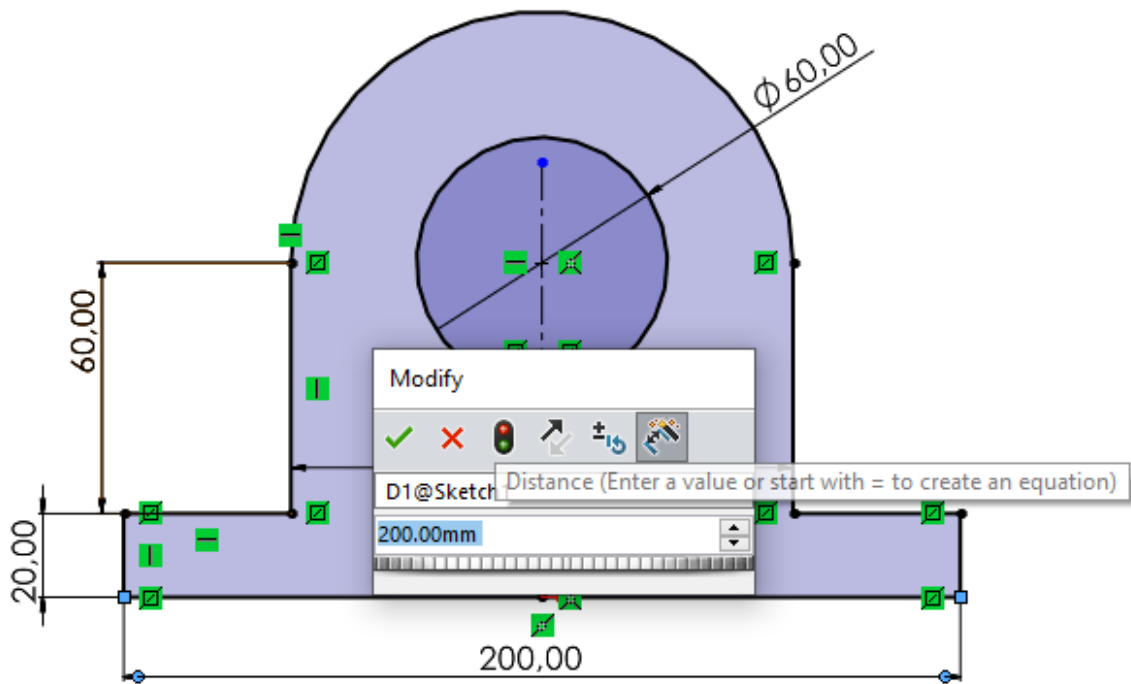 Φ60,00
60,00
Modify
D1@Sketch
Distance (Enter a value or start with = to create an equation)
200.00mm
20,00
200,00